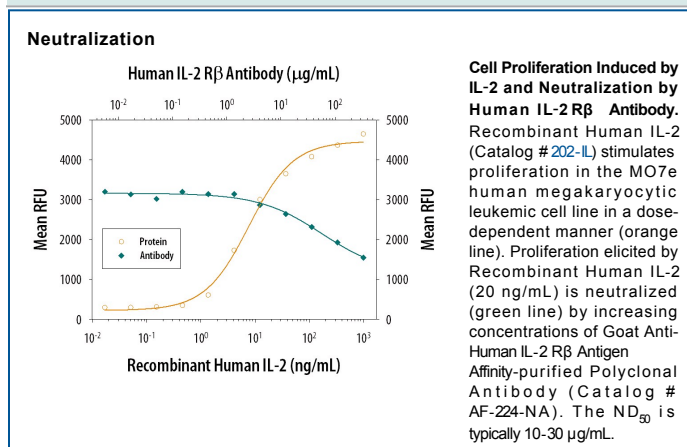 Neutralization
Human IL-2 Rβ Antibody (μg/mL)
10-2 10-1 100 101 102
5000 5000
4000 4000
3000 3000
2000 2000
1000 1000
0 0
Mean RFU
Mean RFU
Protein
Antibody
10-2 10-1 100 101 102 103
Recombinant Human IL-2 (ng/mL)
Cell Proliferation Induced by
IL-2 and Neutralization by
Human IL-2 Rβ Antibody.
Recombinant Human IL-2
(Catalog # 202-IL) stimulates
proliferation in the MO7e
human megakaryocytic
leukemic cell line in a dose-
dependent manner (orange
line). Proliferation elicited by
Recombinant Human IL-2
(20 ng/mL) is neutralized
(green line) by increasing
concentrations of Goat Anti-
Human IL-2 Rβ Antigen
Affinity-purified Polyclonal
Antibody (Catalog #
AF-224-NA). The ND50 is
typically 10-30 μg/mL.